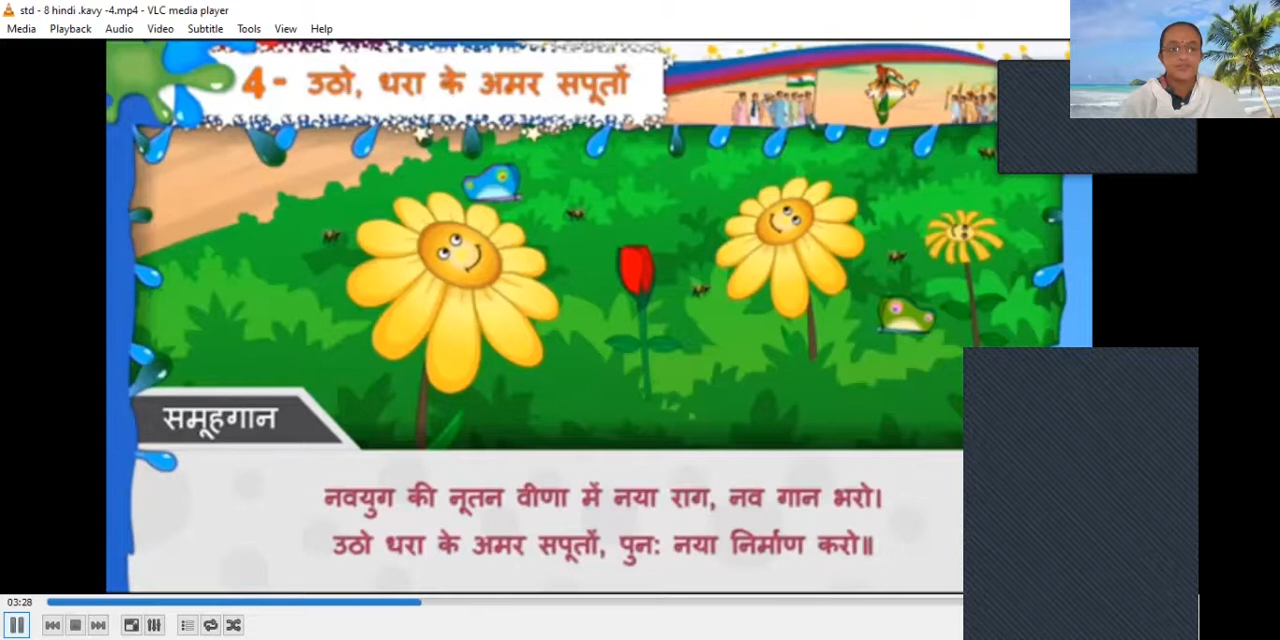 std - 8 hindi .kavy -4.mp4 - VLC media player
Media Playback Audio Video Subtitle Tools View Help
4- उठो, धरा के अमर सपूतों
समूहगान
नवयुग की नूतन वीणा में नया राग, नव गान भरो।
उठो धरा के अमर सपूतों, पुनः नया निर्माण करो॥
03:28